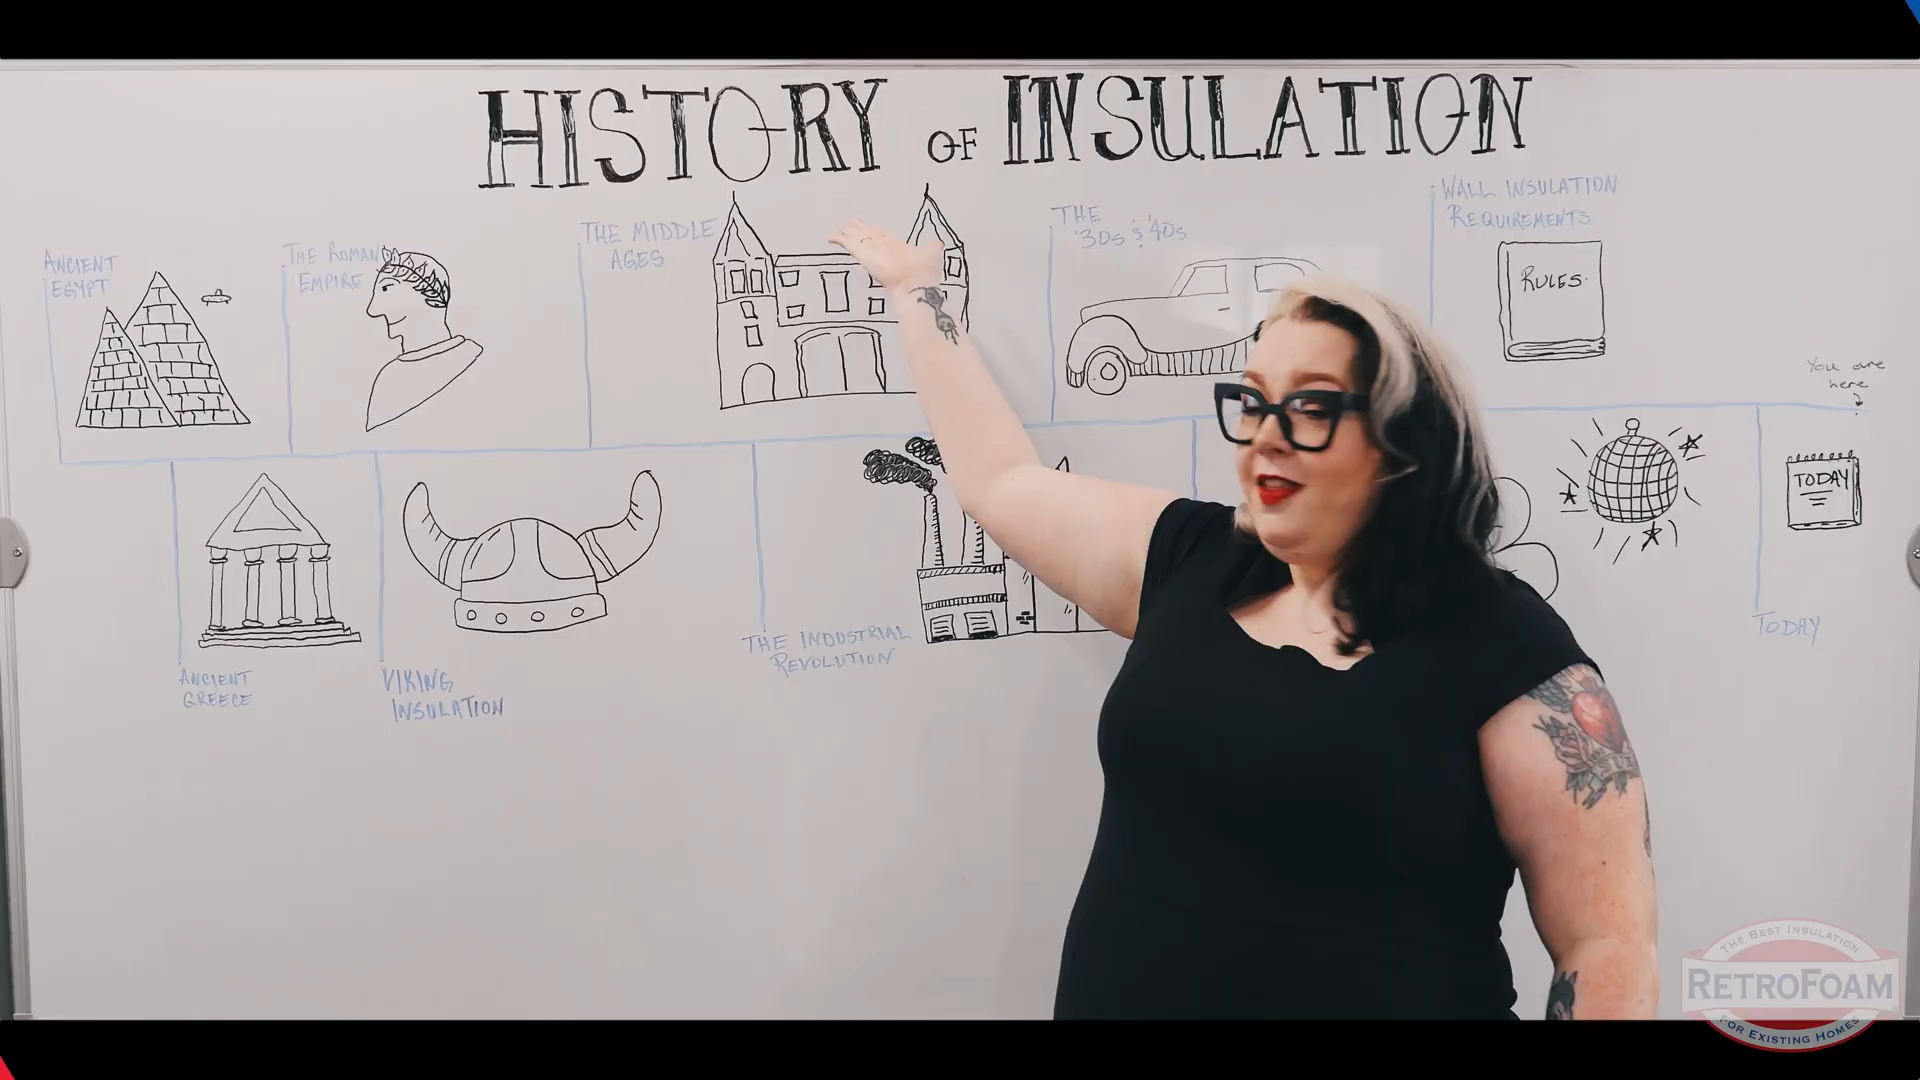 HISTORY OF INSULATION
ANCIENT
EGYPT
THE ROMAN
EMPIRE
THE MIDDLE
AGES
THE
'30s & '40s
WALL INSULATION
REQUIREMENTS
RULES.
You are
here
TODAY
ANCIENT
GREECE
VIKING
INSULATION
THE INDUSTRIAL
REVOLUTION
TODAY
THE BEST INSULATION
RETROFOAM
FOR EXISTING HOMES